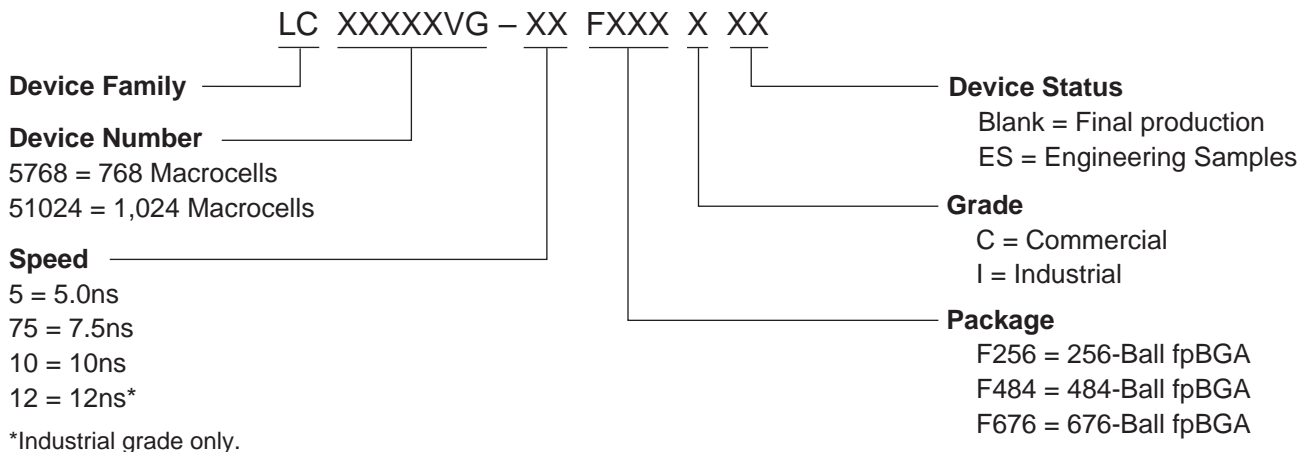 LC XXXXXVG – XX FXXX X XX
Device Family
Device Number
5768 = 768 Macrocells
51024 = 1,024 Macrocells
Speed
5 = 5.0ns
75 = 7.5ns
10 = 10ns
12 = 12ns*
*Industrial grade only.
Device Status
Blank = Final production
ES = Engineering Samples
Grade
C = Commercial
I = Industrial
Package
F256 = 256-Ball fpBGA
F484 = 484-Ball fpBGA
F676 = 676-Ball fpBGA